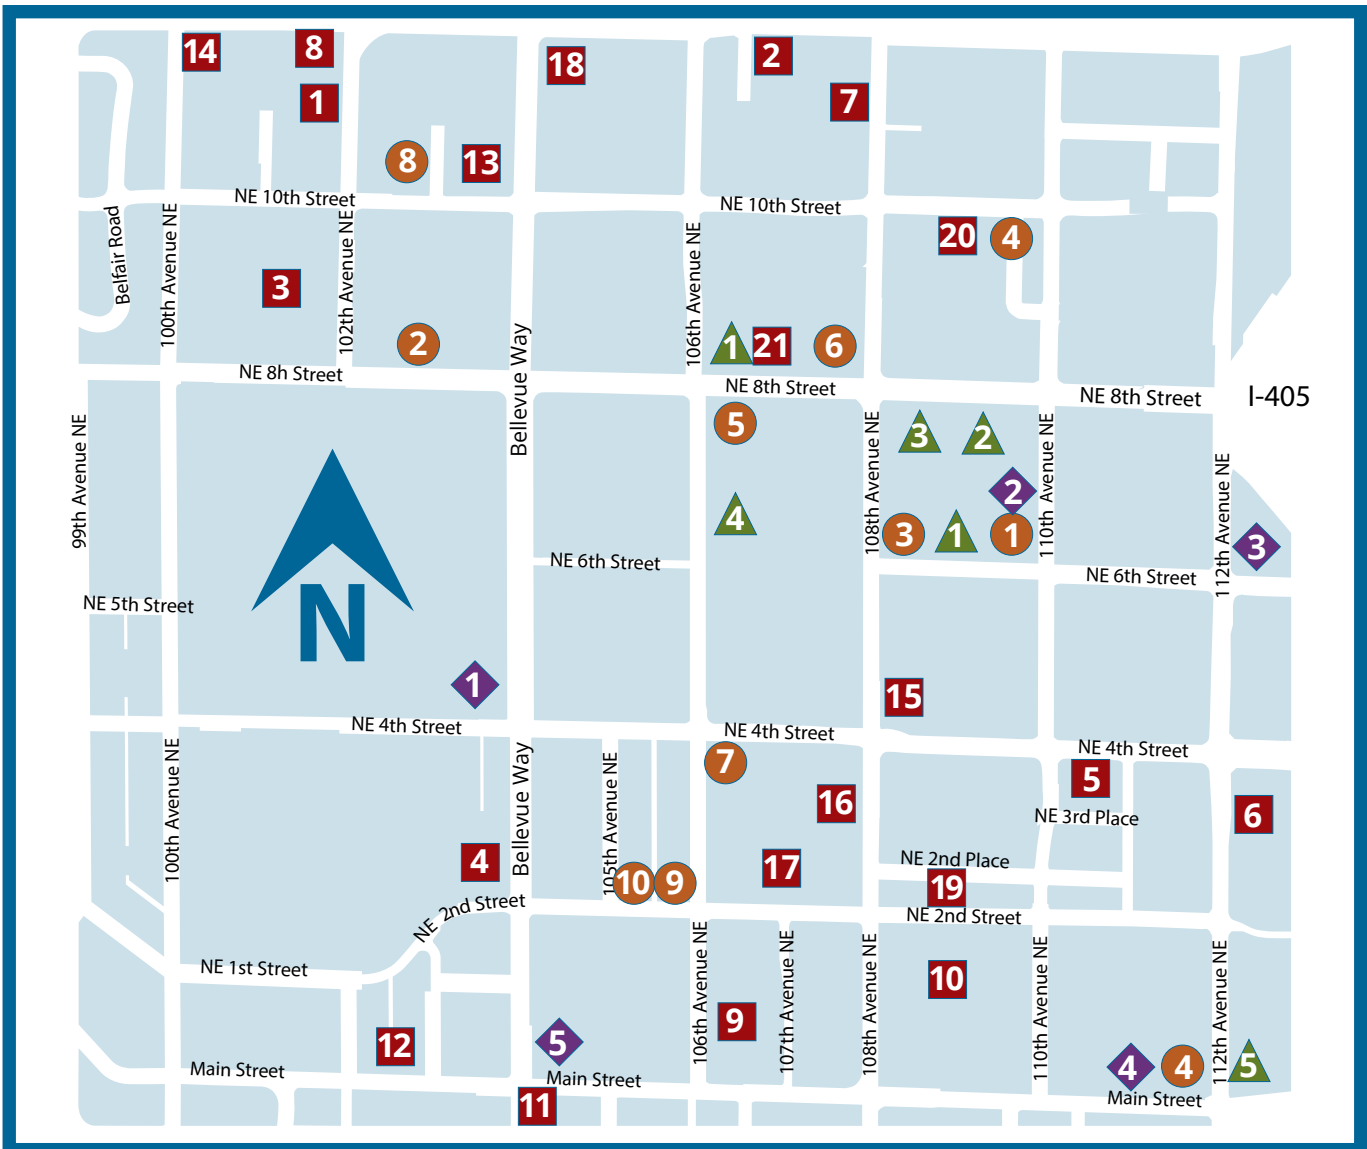 14
8
2
18
1
7
8
13
NE 10th Street
NE 10th Street
Belfair Road
100th Avenue NE
102th Avenue NE
106th Avenue NE
20
4
3
2
1
21
6
Bellevue Way
NE 8h Street
NE 8th Street
NE 8th Street
I-405
99th Avenue NE
5
108th Avenue NE
3
2
110th Avenue NE
112th Avenue NE
2
4
3
1
1
3
NE 6th Street
NE 6th Street
NE 5th Street
N
1
15
NE 4th Street
NE 4th Street
NE 4th Street
100th Avenue NE
Bellevue Way
105th Avenue NE
7
5
16
NE 3rd Place
6
4
17
NE 2nd Place
10
9
19
NE 2nd Street
NE 2nd Street
NE 1st Street
106th Avenue NE
107th Avenue NE
108th Avenue NE
110th Avenue NE
112th Avenue NE
10
9
12
5
Main Street
Main Street
4
4
5
Main Street
11